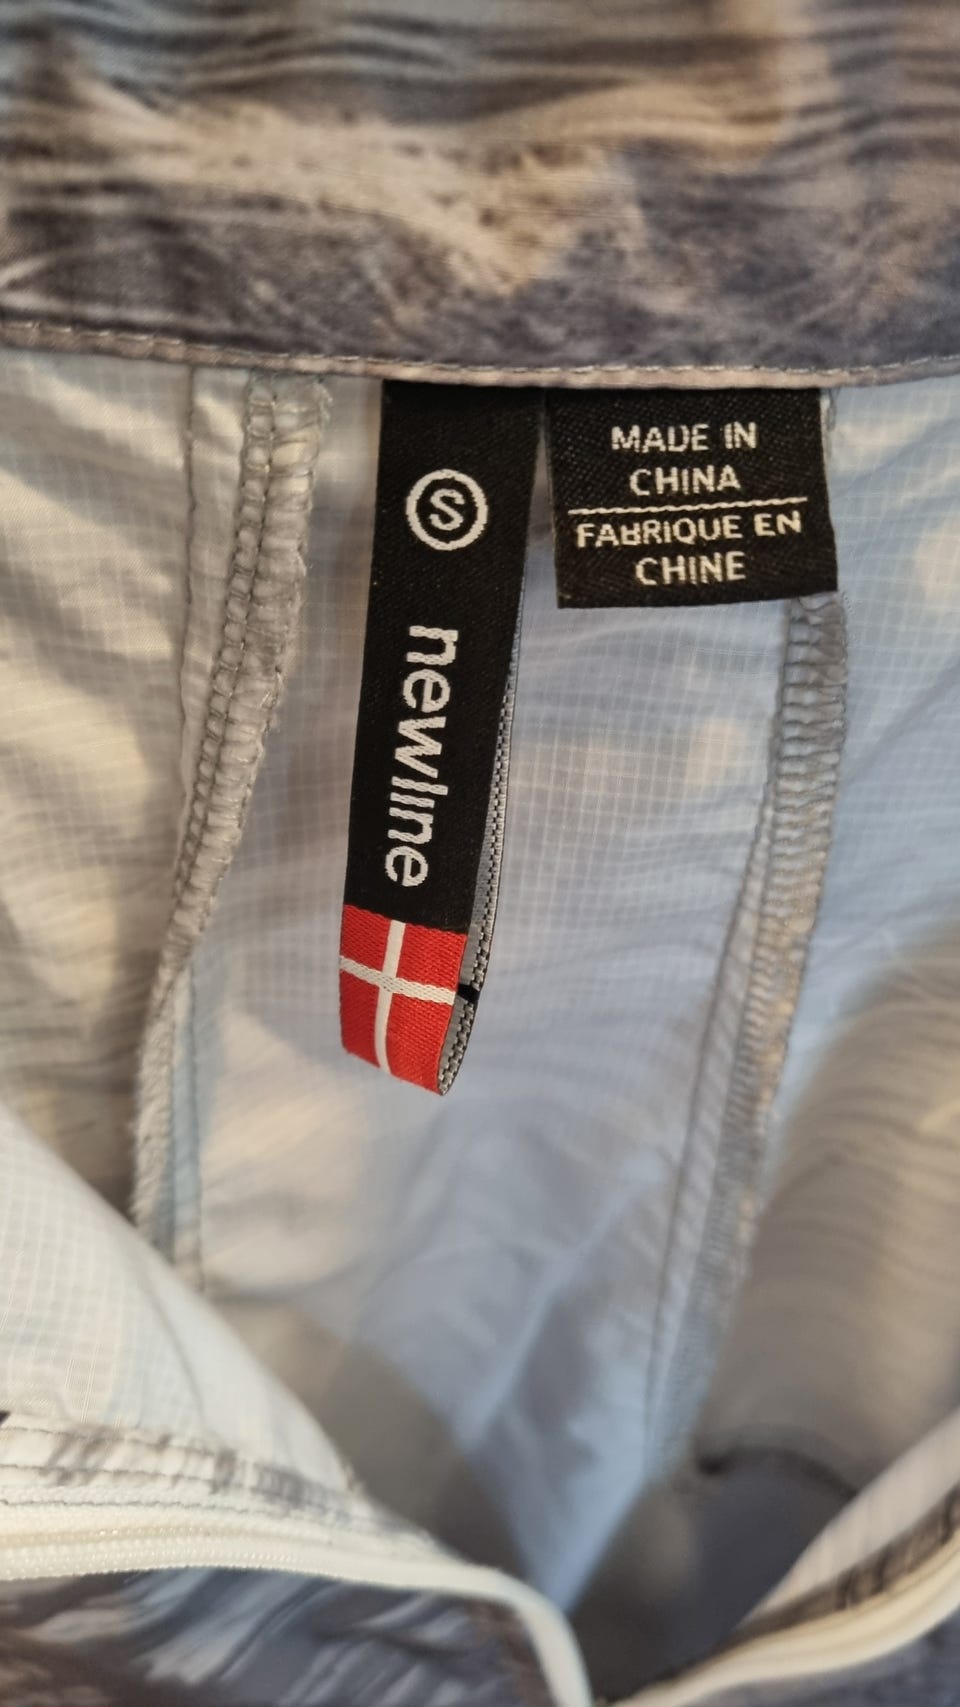 S
newline
MADE IN
CHINA
FABRIQUE EN
CHINE